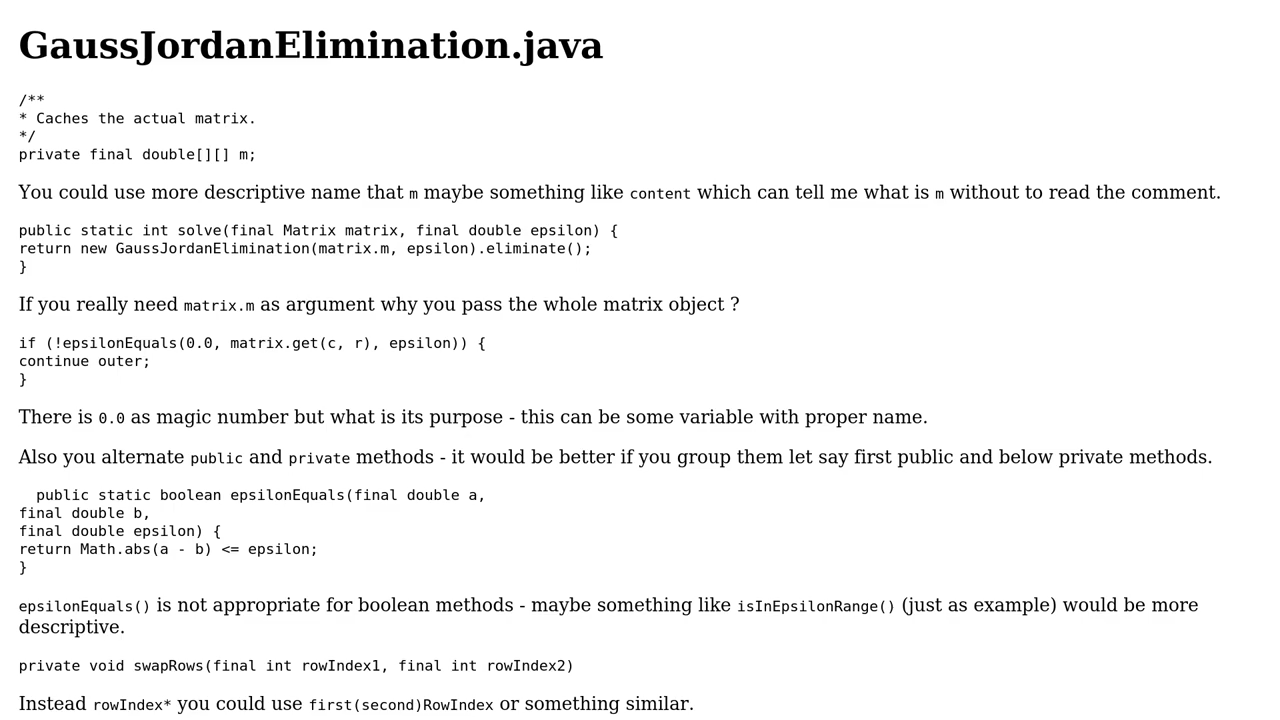 GaussJordanElimination.java
/**
* Caches the actual matrix.
*/
private final double[][] m;
You could use more descriptive name that m maybe something like content which can tell me what is m without to read the comment.
public static int solve(final Matrix matrix, final double epsilon) {
return new GaussJordanElimination(matrix.m, epsilon).eliminate();
}
If you really need matrix.m as argument why you pass the whole matrix object ?
if (!epsilonEquals(0.0, matrix.get(c, r), epsilon)) {
continue outer;
}
There is 0.0 as magic number but what is its purpose - this can be some variable with proper name.
Also you alternate public and private methods - it would be better if you group them let say first public and below private methods.
public static boolean epsilonEquals(final double a,
final double b,
final double epsilon) {
return Math.abs(a - b) <= epsilon;
}
epsilonEquals() is not appropriate for boolean methods - maybe something like isInEpsilonRange() (just as example) would be more
descriptive.
private void swapRows(final int rowIndex1, final int rowIndex2)
Instead rowIndex* you could use first(second)RowIndex or something similar.